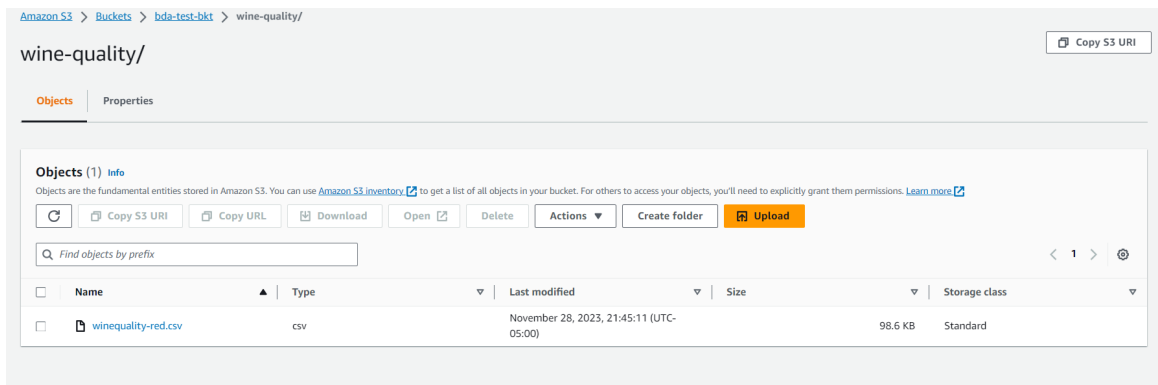 Amazon S3 > Buckets > bda-test-bkt > wine-quality/
wine-quality/
Copy S3 URI
Objects Properties
Objects (1) Info
Objects are the fundamental entities stored in Amazon S3. You can use Amazon S3 inventory to get a list of all objects in your bucket. For others to access your objects, you'll need to explicitly grant them permissions. Learn more
Copy S3 URI Copy URL Download Open Delete Actions Create folder Upload
Find objects by prefix
< 1 >
Name Type Last modified Size Storage class
winequality-red.csv csv November 28, 2023, 21:45:11 (UTC-
05:00) 98.6 KB Standard